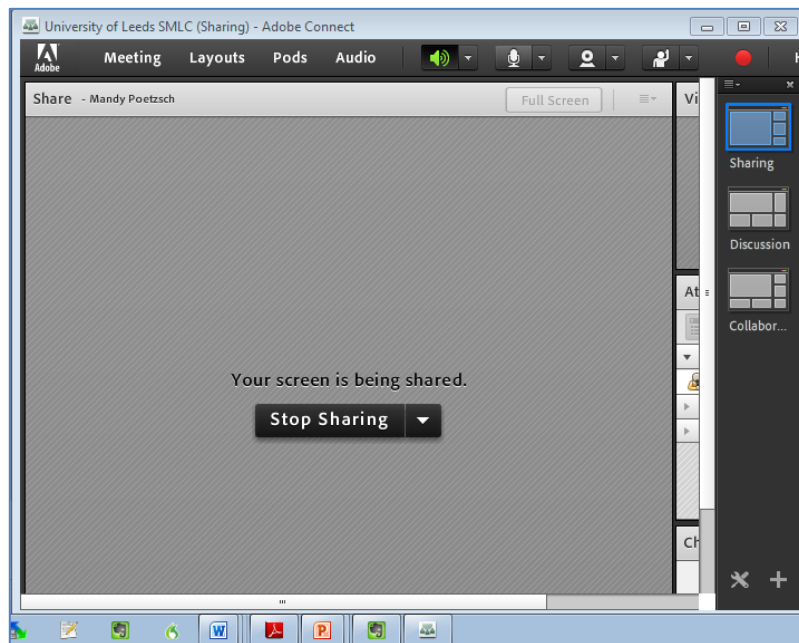 University of Leeds SMLC (Sharing) - Adobe Connect
Adobe Meeting Layouts Pods Audio H
Share - Mandy Poetzsch Full Screen Vi
Sharing
Discussion
At
Collabor...
Your screen is being shared.
Stop Sharing
Ch